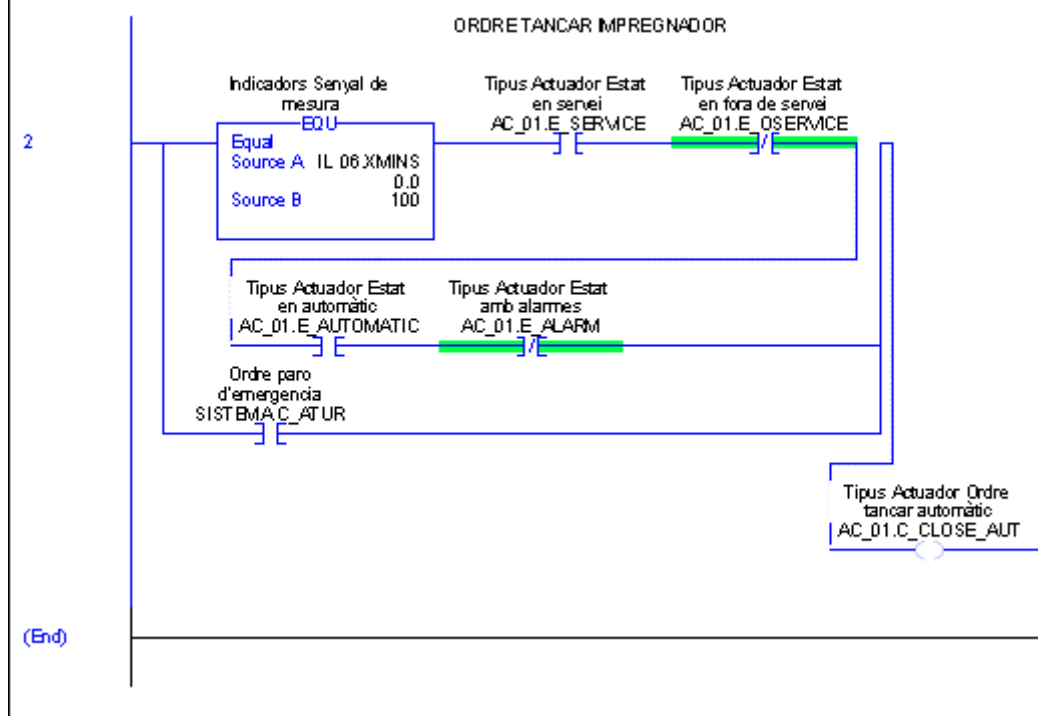 ORDRE TANCAR IMPREGNADOR
Indicadors Senyal de
mesura
EQU
Equal
Source A IL_06.XMINS
0.0
Source B 100
Tipus Actuador Estat
en servei
AC_01.E_SERVICE
Tipus Actuador Estat
en fora de servei
AC_01.E_OSERVICE
2
Tipus Actuador Estat
en automàtic
AC_01.E_AUTOMATIC
Tipus Actuador Estat
amb alarmes
AC_01.E_ALARM
Ordre paro
d'emergencia
SISTEMA.C_ATUR
Tipus Actuador Ordre
tancar automàtic
AC_01.C_CLOSE_AUT
(End)